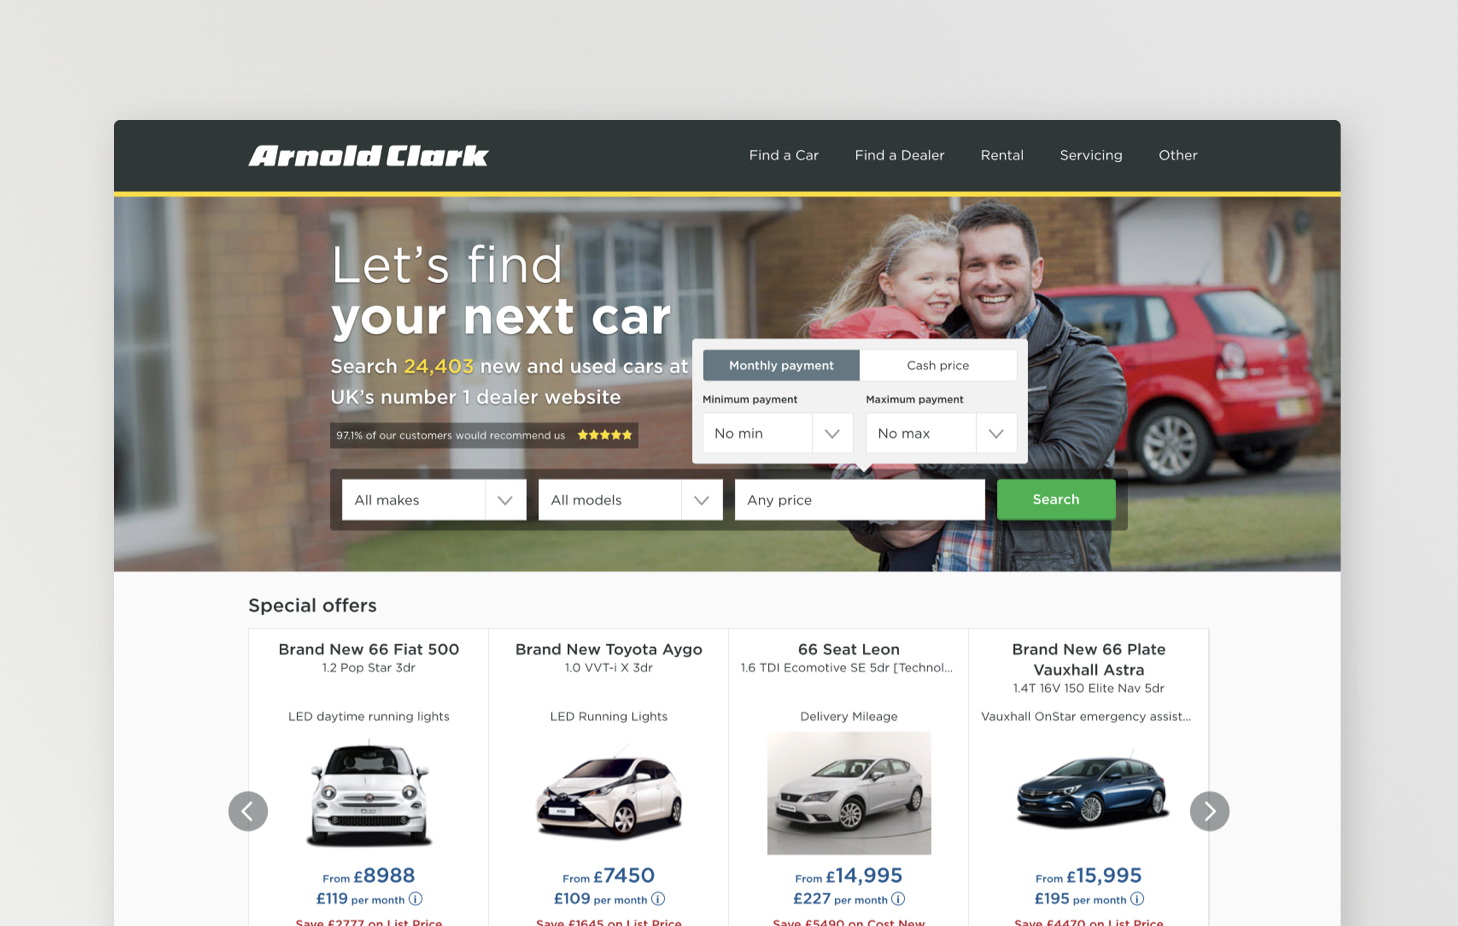 Arnold Clark
Find a Car
Find a Dealer
Rental
Servicing
Other
Let's find
your next car
Search 24,403 new and used cars at
UK's number 1 dealer website
97.1% of our customers would recommend us
Monthly payment
Cash price
Minimum payment
Maximum payment
No min
No max
All makes
All models
Any price
Search
Special offers
Brand New 66 Fiat 500
1.2 Pop Star 3dr
LED daytime running lights
From £8988
£119 per month
Save £2777 on List Price
Brand New Toyota Aygo
1.0 VVT-i X 3dr
LED Running Lights
From £7450
£109 per month
Save £1645 on List Price
66 Seat Leon
1.6 TDI Ecomotive SE 5dr [Technol...
Delivery Mileage
From £14,995
£227 per month
Save £5490 on Cost New
Brand New 66 Plate
Vauxhall Astra
1.4T 16V 150 Elite Nav 5dr
Vauxhall OnStar emergency assist...
From £15,995
£195 per month
Save £4470 on List Price